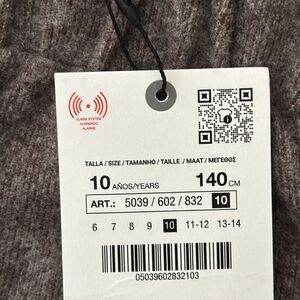 ALARM SYSTEM
TALLA / SIZE / TAMANHO / TAILLE / MAAT / ΜΕΓΕΘΟΣ
10 AÑOS/YEARS 140 CM
ART.: 5039 / 602 / 832 10
6 7 8 9 10 11-12 13-14
05039602832103